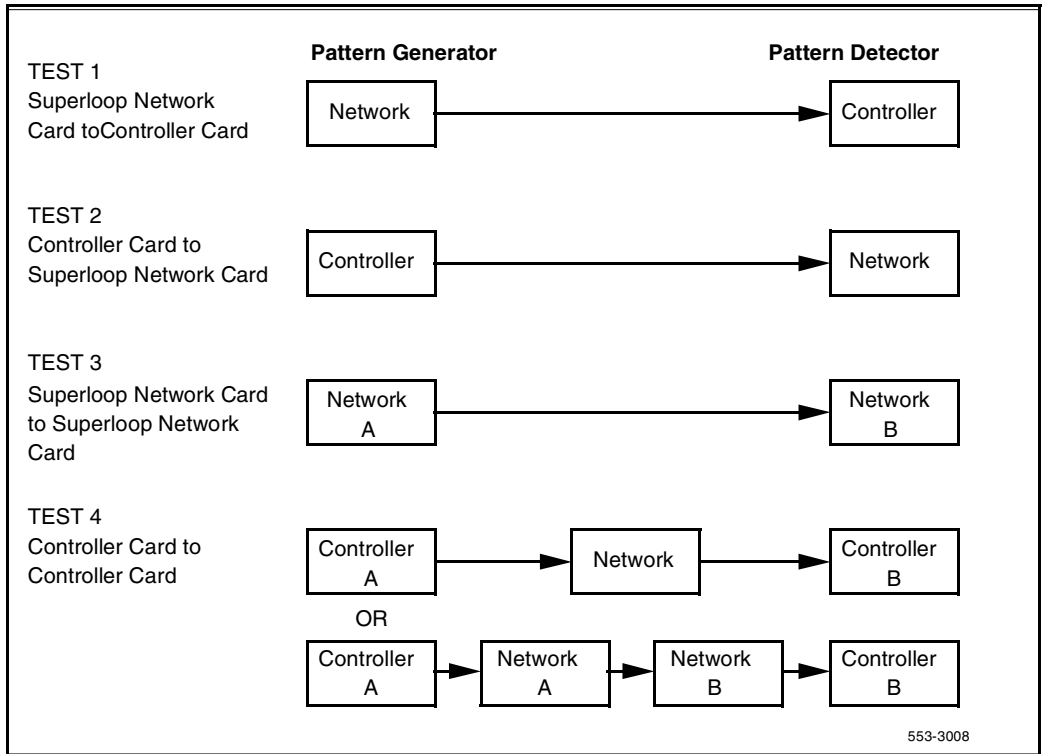 Pattern Generator
Pattern Detector
TEST 1
Superloop Network
Card toController Card
Network
Controller
TEST 2
Controller Card to
Superloop Network Card
Controller
Network
TEST 3
Superloop Network Card
to Superloop Network
Card
Network
A
Network
B
TEST 4
Controller Card to
Controller Card
Controller
A
Network
Controller
B
OR
Controller
A
Network
A
Network
B
Controller
B
553-3008